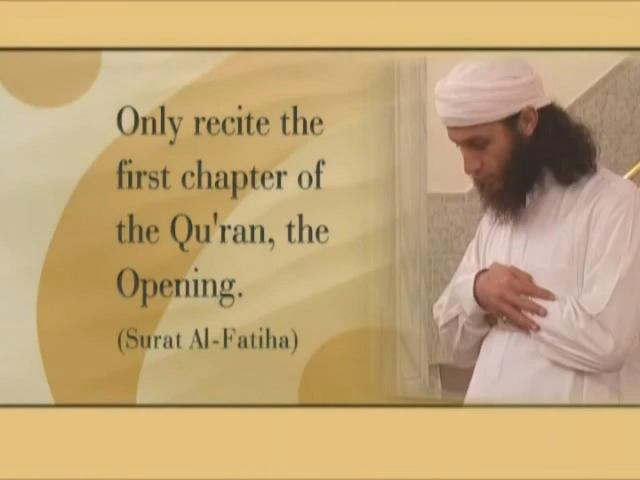 Only recite the
first chapter of
the Qu'ran, the
Opening.
(Surat Al-Fatiha)